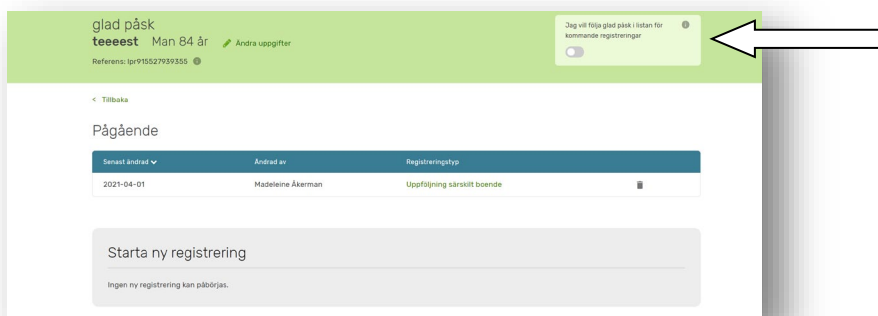 glad påsk
teeeest Man 84 år Ändra uppgifter
Referens: lpr915527939355
Jag vill följa glad påsk i listan för
kommande registreringar
< Tillbaka
Pågående
Senast ändrad Ändrad av Registreringstyp
2021-04-01 Madeleine Åkerman Uppföljning särskilt boende
Starta ny registrering
Ingen ny registrering kan påbörjas.